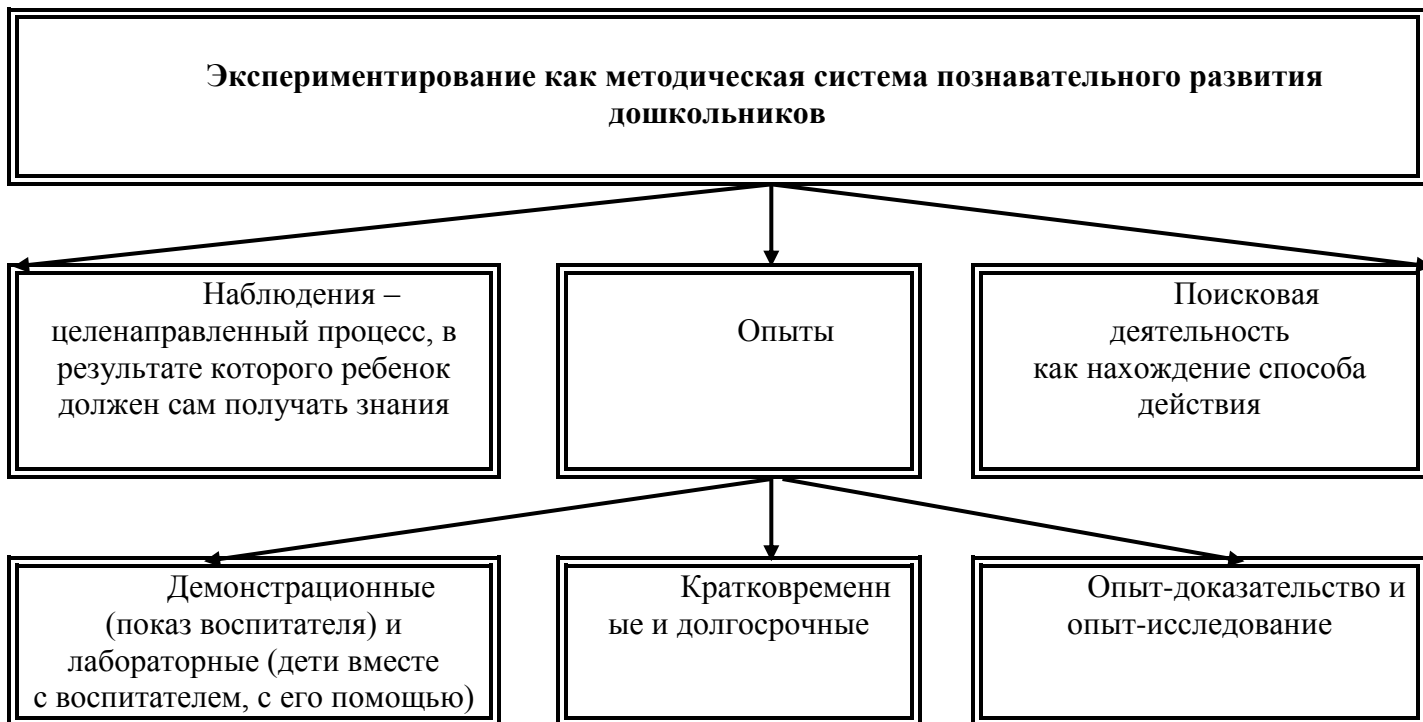 Экспериментирование как методическая система познавательного развития
дошкольников
Наблюдения –
целенаправленный процесс, в
результате которого ребенок
должен сам получать знания
Опыты
Поисковая
деятельность
как нахождение способа
действия
Демонстрационные
(показ воспитателя) и
лабораторные (дети вместе
с воспитателем, с его помощью)
Кратковременн
ые и долгосрочные
Опыт-доказательство и
опыт-исследование